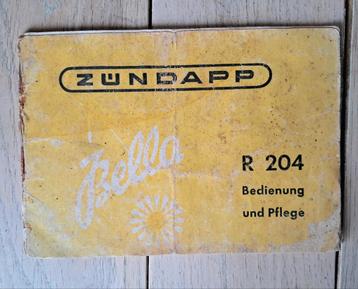 ZÜNDAPP
Bella
R 204
Bedienung
und Pflege